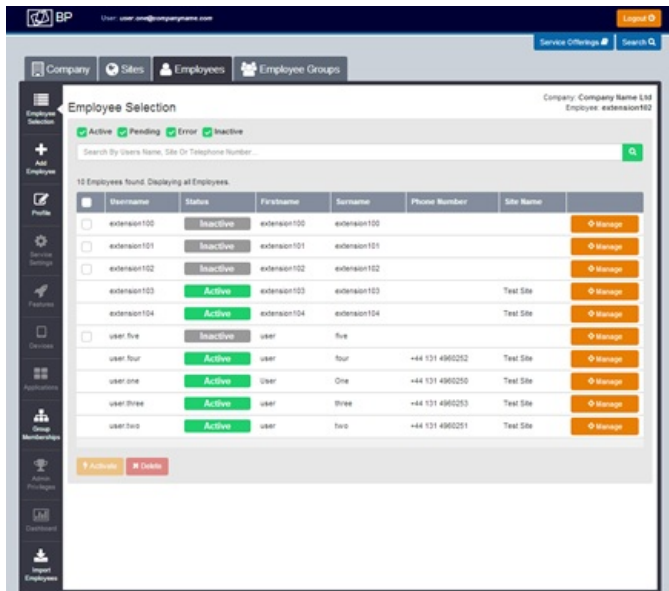 BP
User: user.one@companyname.com
Logout
Service Offerings
Search
Company
Sites
Employees
Employee Groups
Employee Selection
Add Employee
Profile
Service Settings
Features
Devices
Applications
Group Memberships
Admin Privileges
Dashboard
Import Employees
Employee Selection
Company: Company Name Ltd
Employee: extension102
Active Pending Error Inactive
Search By Users Name, Site Or Telephone Number...
10 Employees found. Displaying all Employees.
Username Status Firstname Surname Phone Number Site Name
extension100 Inactive extension100 extension100 Manage
extension101 Inactive extension101 extension101 Manage
extension102 Inactive extension102 extension102 Manage
extension103 Active extension103 extension103 Test Site Manage
extension104 Active extension104 extension104 Test Site Manage
user.five Inactive user five Manage
user.four Active user four +44 131 4960252 Test Site Manage
user.one Active User One +44 131 4960250 Test Site Manage
user.three Active user three +44 131 4960253 Test Site Manage
user.two Active user two +44 131 4960251 Test Site Manage
Activate
Delete